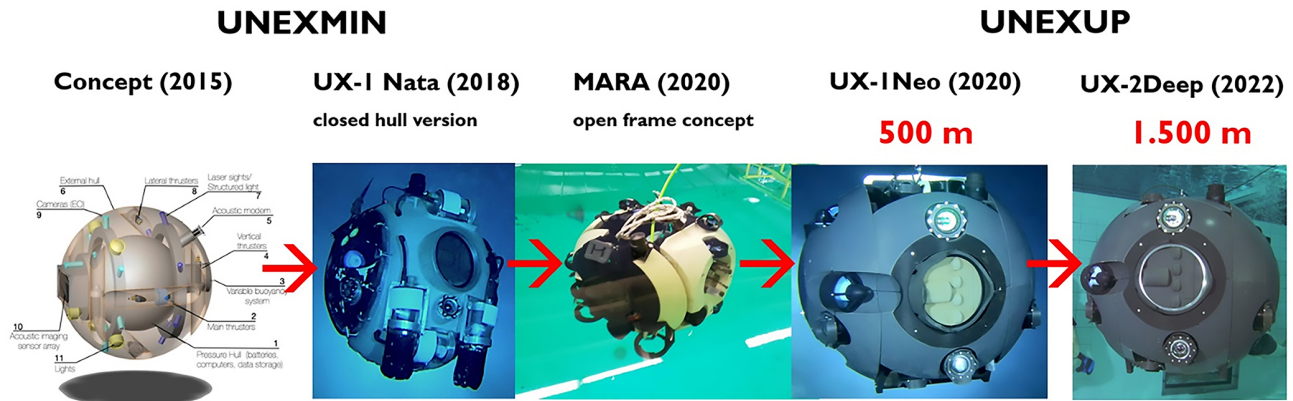 UNEXMIN
UNEXUP
Concept (2015)
UX-1 Nata (2018)
closed hull version
MARA (2020)
open frame concept
UX-1Neo (2020)
500 m
UX-2Deep (2022)
1.500 m
External hull
6
Lateral thrusters
8
Laser sights/
Structured light
7
Cameras (EO)
9
Acoustic modem
5
Vertical
thrusters
4
3
Variable buoyancy
system
2
Main thrusters
10
Acoustic imaging
sensor array
1
Pressure Hull (batteries,
computers, data storage)
11
Lights